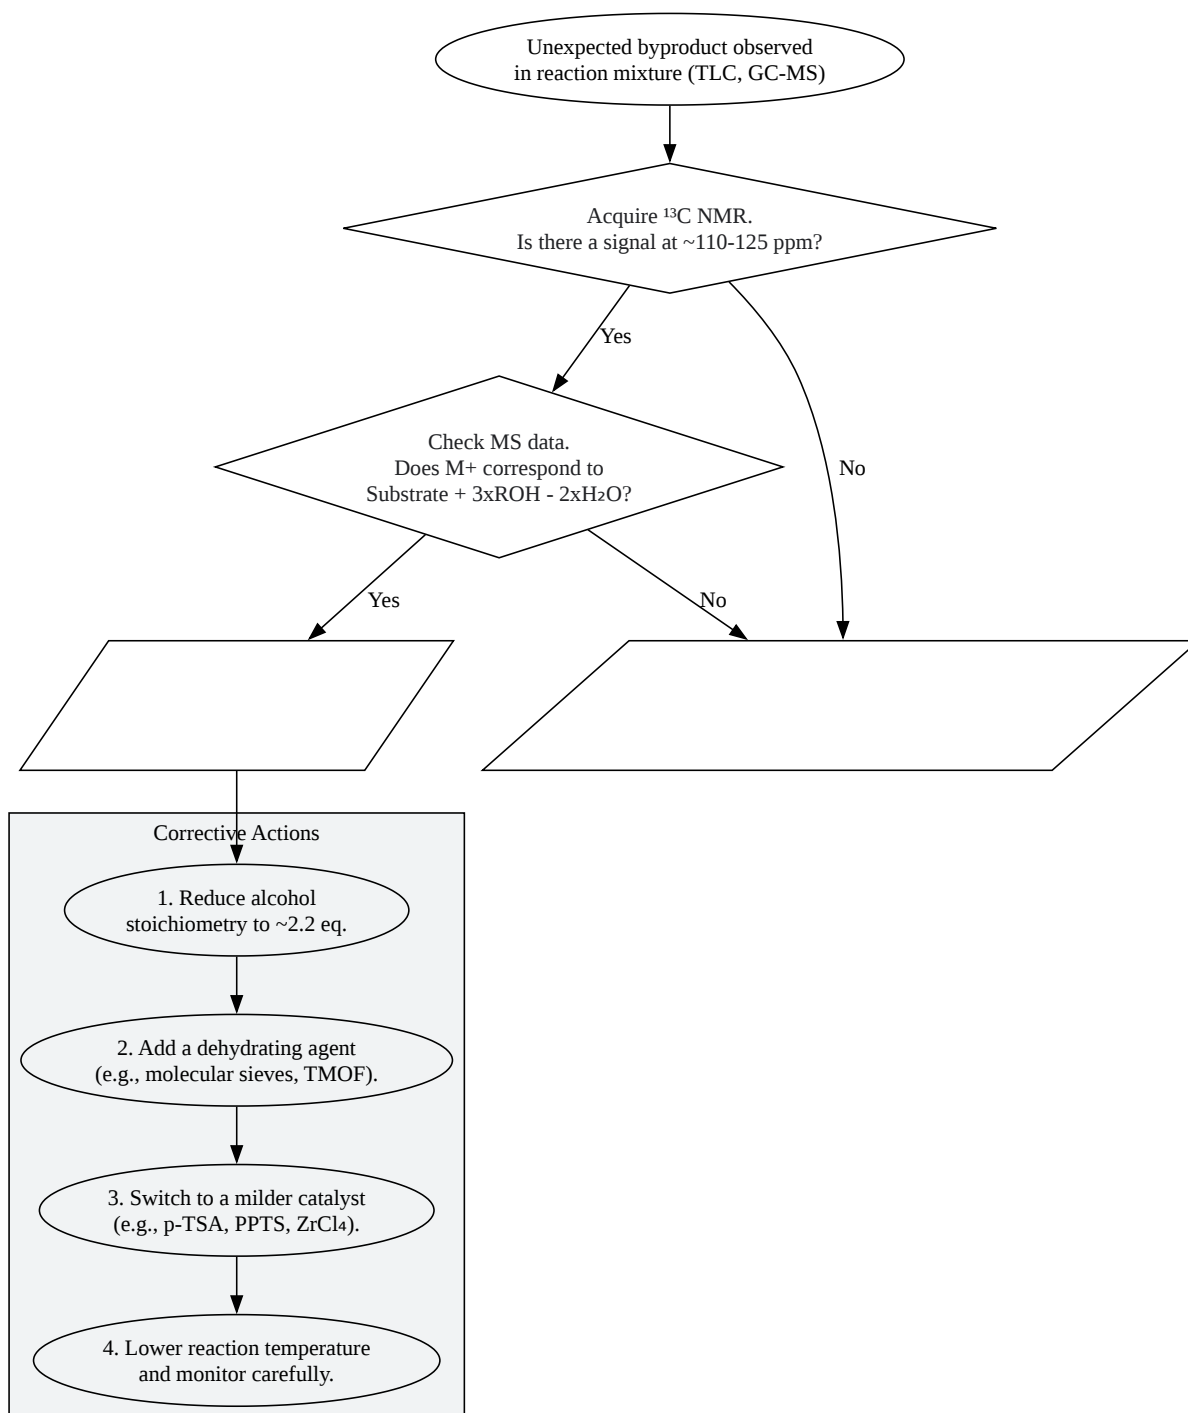 Unexpected byproduct observed
in reaction mixture (TLC, GC-MS)
Acquire ¹³C NMR.
Is there a signal at ~110-125 ppm?
Yes
No
Check MS data.
Does M+ correspond to
Substrate + 3xROH - 2xH₂O?
Yes
No
Corrective Actions
1. Reduce alcohol
stoichiometry to ~2.2 eq.
2. Add a dehydrating agent
(e.g., molecular sieves, TMOF).
3. Switch to a milder catalyst
(e.g., p-TSA, PPTS, ZrCl₄).
4. Lower reaction temperature
and monitor carefully.